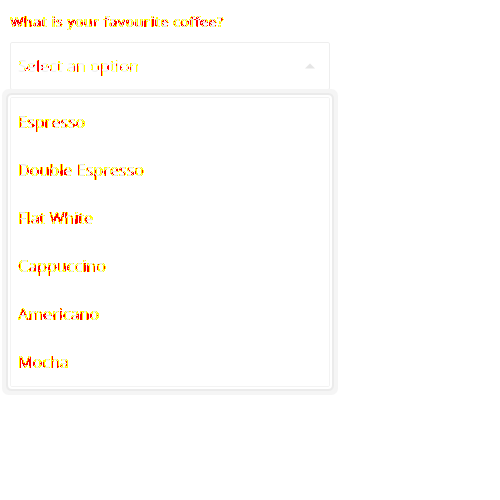 What is your favourite coffee?
Select an option
Espresso
Double Espresso
Flat White
Cappuccino
Americano
Mocha